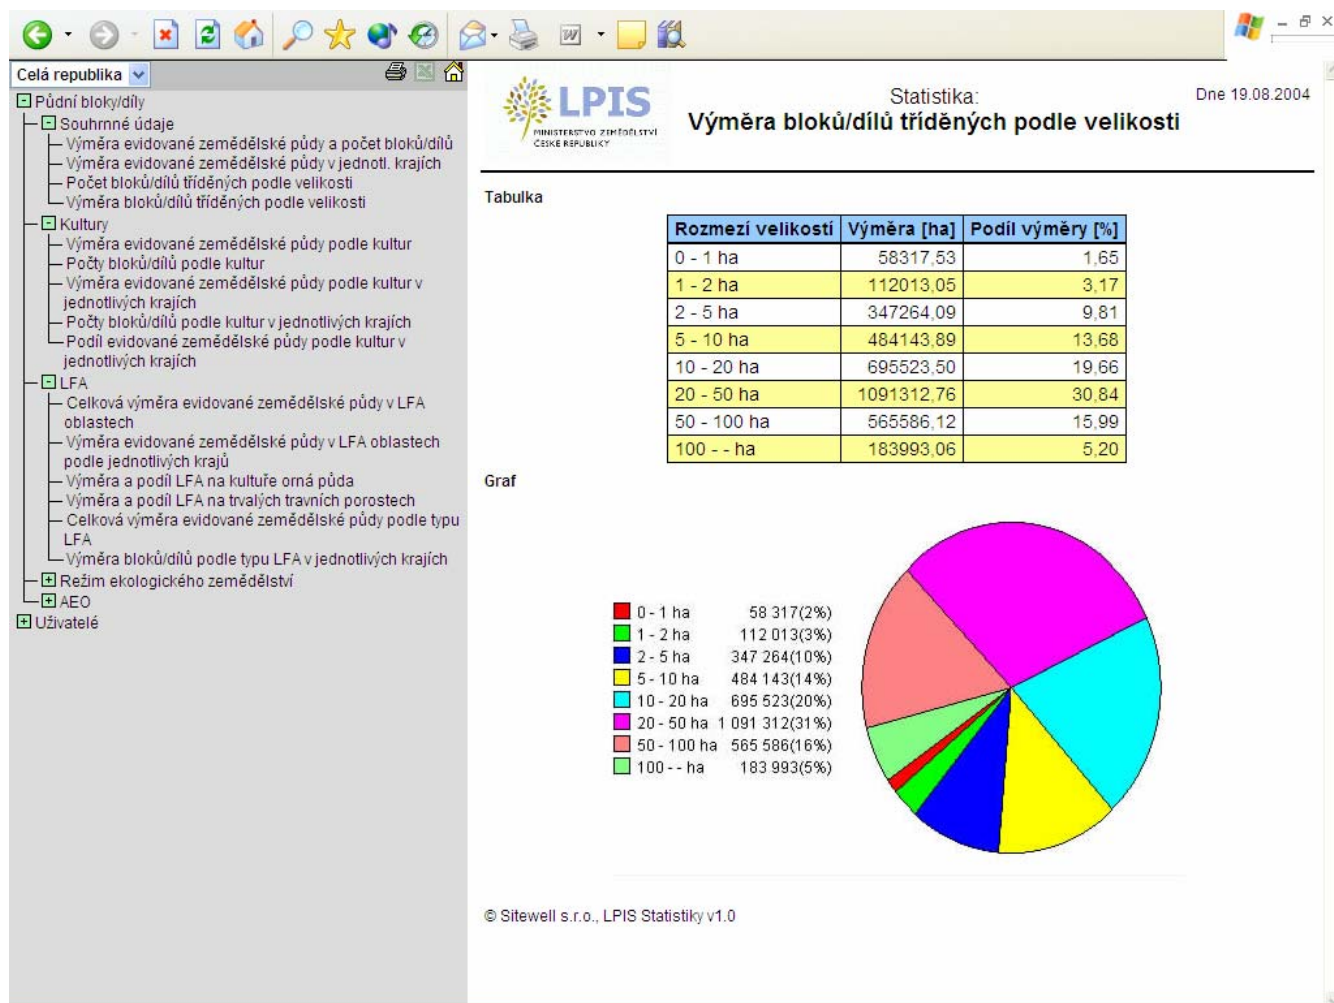 Celá republika
Půdní bloky/díly
Souhrnné údaje
Výměra evidované zemědělské půdy a počet bloků/dílů
Výměra evidované zemědělské půdy v jednotl. krajích
Počet bloků/dílů tříděných podle velikosti
Výměra bloků/dílů tříděných podle velikosti
Kultury
Výměra evidované zemědělské půdy podle kultur
Počty bloků/dílů podle kultur
Výměra evidované zemědělské půdy podle kultur v
jednotlivých krajích
Počty bloků/dílů podle kultur v jednotlivých krajích
Podíl evidované zemědělské půdy podle kultur v
jednotlivých krajích
LFA
Celková výměra evidované zemědělské půdy v LFA
oblastech
Výměra evidované zemědělské půdy v LFA oblastech
podle jednotlivých krajů
Výměra a podíl LFA na kultuře orná půda
Výměra a podíl LFA na trvalých travních porostech
Celková výměra evidované zemědělské půdy podle typu
LFA
Výměra bloků/dílů podle typu LFA v jednotlivých krajích
Režim ekologického zemědělství
AEO
Uživatelé
LPIS
MINISTERSTVO ZEMĚDĚLSTVÍ
ČESKÉ REPUBLIKY
Statistika:
Výměra bloků/dílů tříděných podle velikosti
Dne 19.08.2004
Tabulka
Rozmezí velikostí Výměra [ha] Podíl výměry [%]
0 - 1 ha 58317,53 1,65
1 - 2 ha 112013,05 3,17
2 - 5 ha 347264,09 9,81
5 - 10 ha 484143,89 13,68
10 - 20 ha 695523,50 19,66
20 - 50 ha 1091312,76 30,84
50 - 100 ha 565586,12 15,99
100 - - ha 183993,06 5,20
Graf
0 - 1 ha 58 317(2%)
1 - 2 ha 112 013(3%)
2 - 5 ha 347 264(10%)
5 - 10 ha 484 143(14%)
10 - 20 ha 695 523(20%)
20 - 50 ha 1 091 312(31%)
50 - 100 ha 565 586(16%)
100 - - ha 183 993(5%)
© Sitewell s.r.o., LPIS Statistiky v1.0